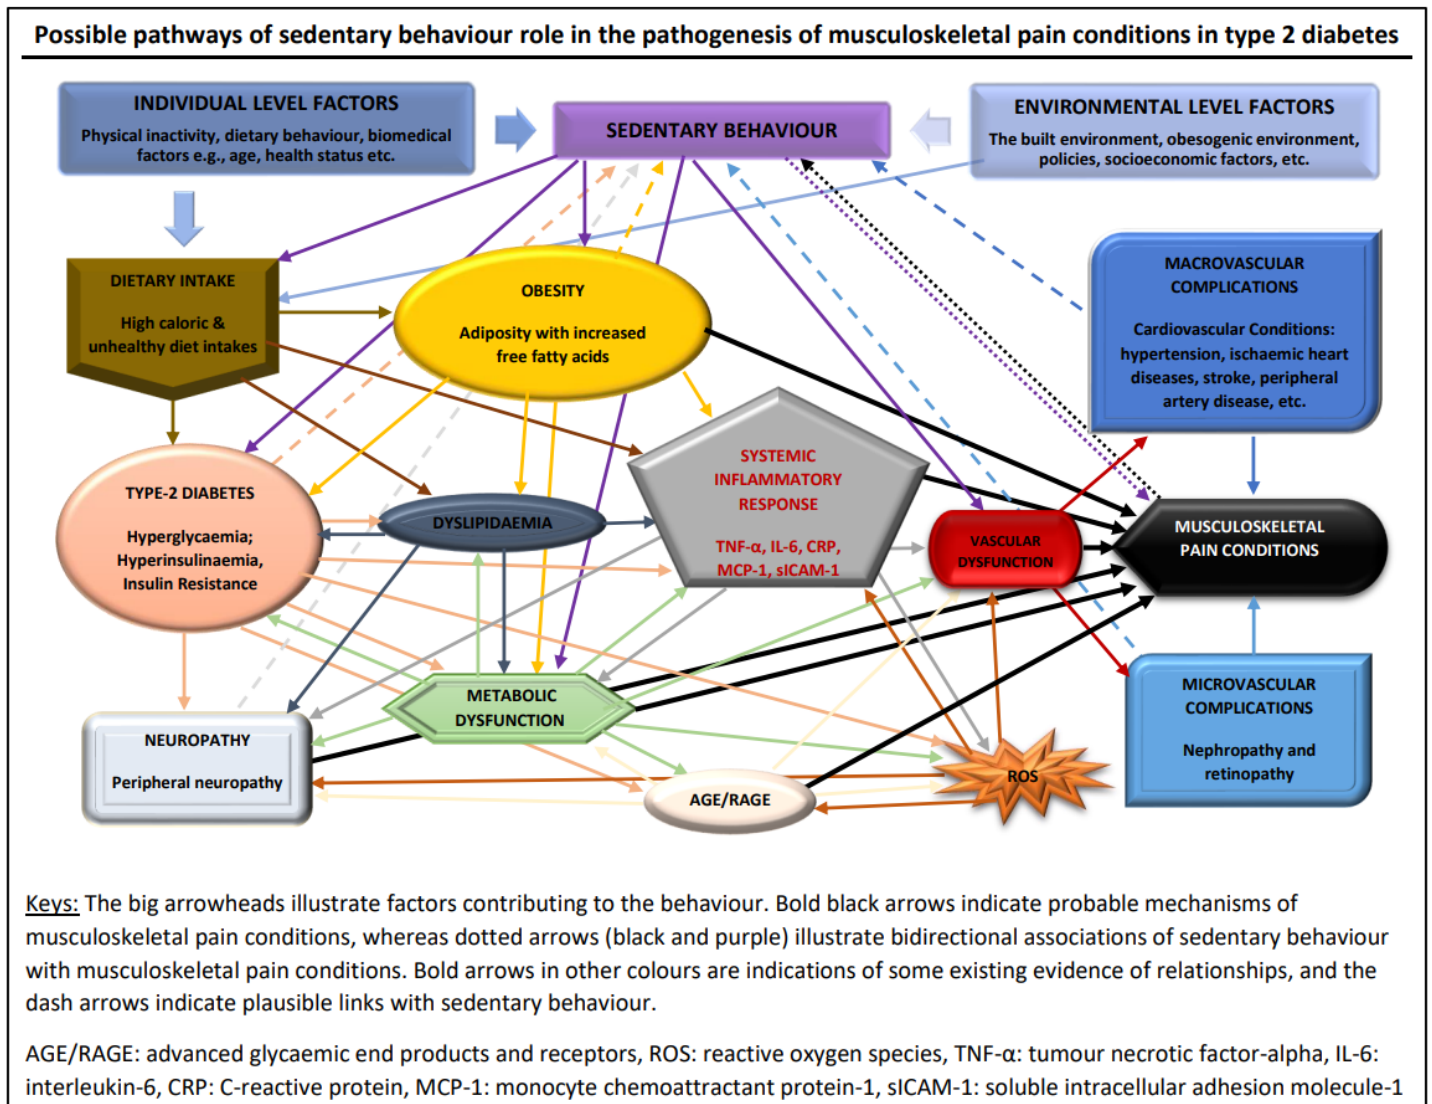 Possible pathways of sedentary behaviour role in the pathogenesis of musculoskeletal pain conditions in type 2 diabetes
INDIVIDUAL LEVEL FACTORS
Physical inactivity, dietary behaviour, biomedical
factors e.g., age, health status etc.
SEDENTARY BEHAVIOUR
ENVIRONMENTAL LEVEL FACTORS
The built environment, obesogenic environment,
policies, socioeconomic factors, etc.
DIETARY INTAKE
High caloric &
unhealthy diet intakes
OBESITY
Adiposity with increased
free fatty acids
MACROVASCULAR
COMPLICATIONS
Cardiovascular Conditions:
hypertension, ischaemic heart
diseases, stroke, peripheral
artery disease, etc.
TYPE-2 DIABETES
Hyperglycaemia;
Hyperinsulinaemia,
Insulin Resistance
DYSLIPIDAEMIA
SYSTEMIC
INFLAMMATORY
RESPONSE
TNF-α, IL-6, CRP,
MCP-1, sICAM-1
VASCULAR
DYSFUNCTION
MUSCULOSKELETAL
PAIN CONDITIONS
METABOLIC
DYSFUNCTION
MICROVASCULAR
COMPLICATIONS
Nephropathy and
retinopathy
NEUROPATHY
Peripheral neuropathy
AGE/RAGE
ROS
Keys: The big arrowheads illustrate factors contributing to the behaviour. Bold black arrows indicate probable mechanisms of
musculoskeletal pain conditions, whereas dotted arrows (black and purple) illustrate bidirectional associations of sedentary behaviour
with musculoskeletal pain conditions. Bold arrows in other colours are indications of some existing evidence of relationships, and the
dash arrows indicate plausible links with sedentary behaviour.
AGE/RAGE: advanced glycaemic end products and receptors, ROS: reactive oxygen species, TNF-α: tumour necrotic factor-alpha, IL-6:
interleukin-6, CRP: C-reactive protein, MCP-1: monocyte chemoattractant protein-1, sICAM-1: soluble intracellular adhesion molecule-1